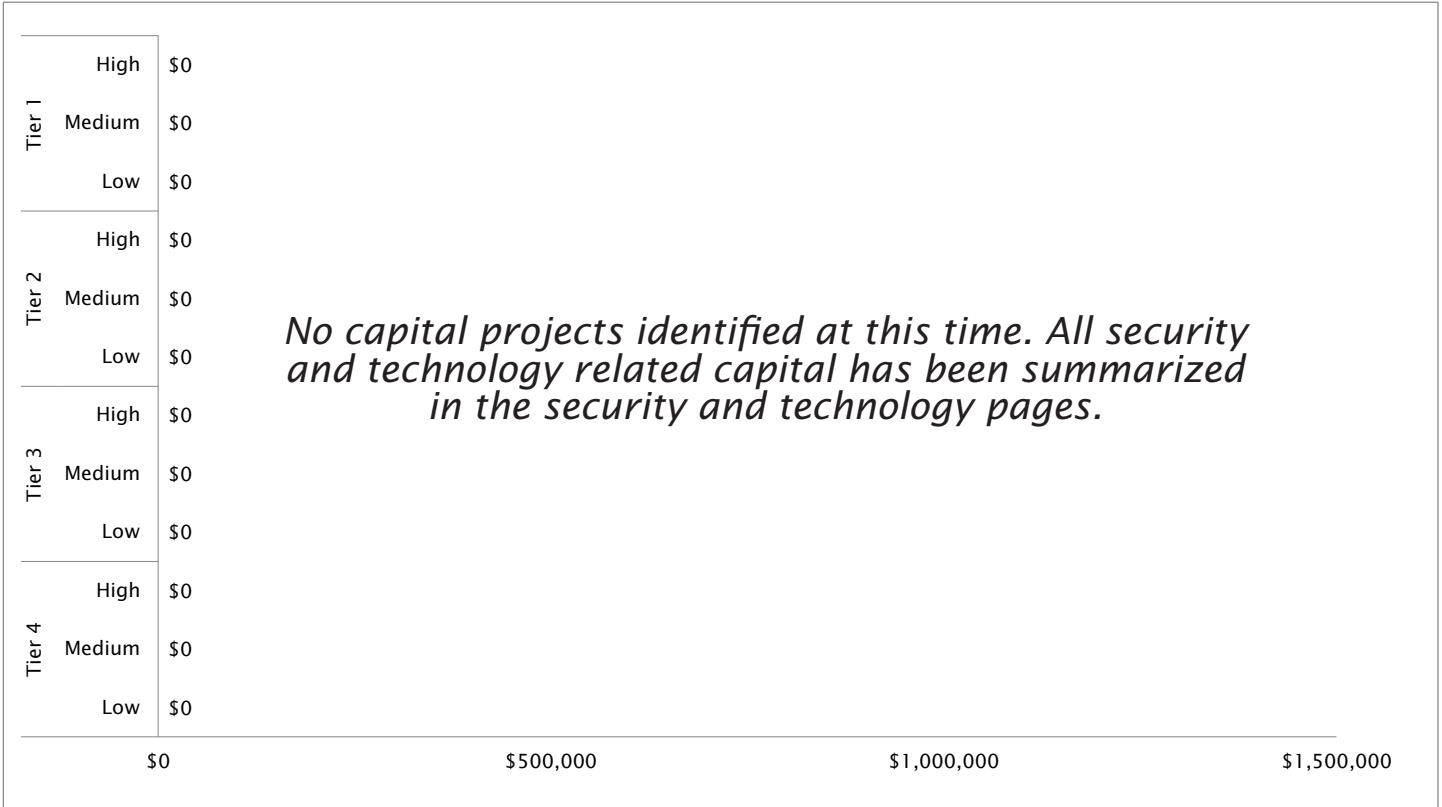 Tier 1
High $0
Medium $0
Low $0
Tier 2
High $0
Medium $0
Low $0
Tier 3
High $0
Medium $0
Low $0
Tier 4
High $0
Medium $0
Low $0
No capital projects identified at this time. All security
and technology related capital has been summarized
in the security and technology pages.
$0 $500,000 $1,000,000 $1,500,000